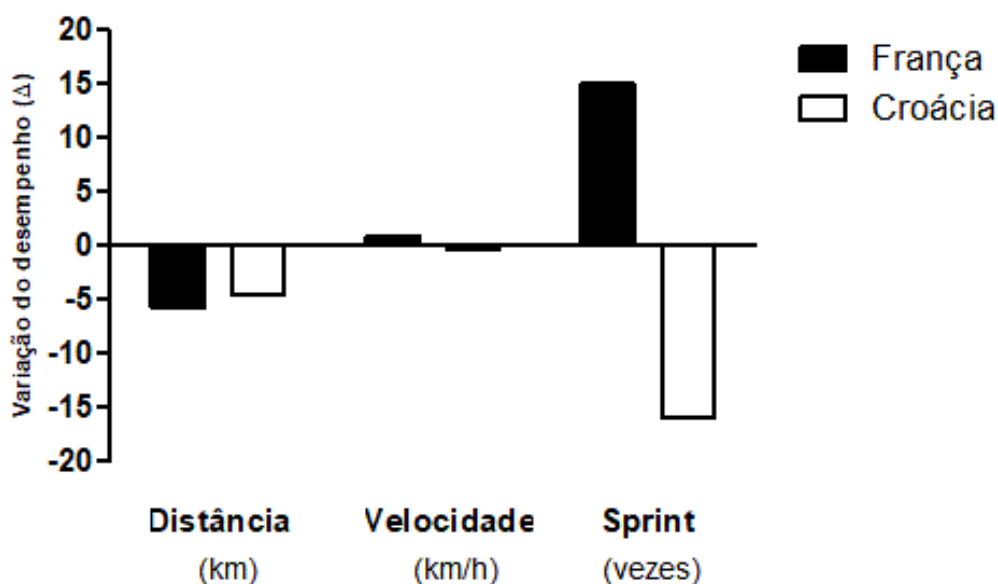 Variação do desempenho (Δ)
20
15
10
5
0
-5
-10
-15
-20
França
Croácia
Distância
(km)
Velocidade
(km/h)
Sprint
(vezes)